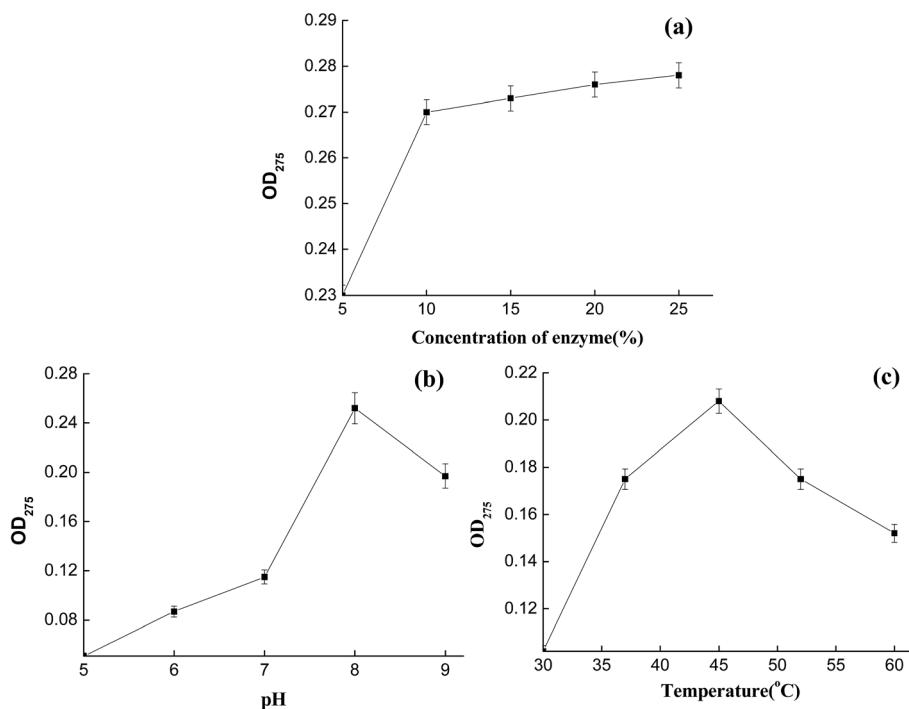 (a)
0.29
0.28
0.27
0.26
0.25
0.24
0.23
OD275
5 10 15 20 25
Concentration of enzyme(%)
(b)
0.28
0.24
0.20
0.16
0.12
0.08
OD275
5 6 7 8 9
pH
(c)
0.22
0.20
0.18
0.16
0.14
0.12
OD275
30 35 40 45 50 55 60
Temperature(°C)